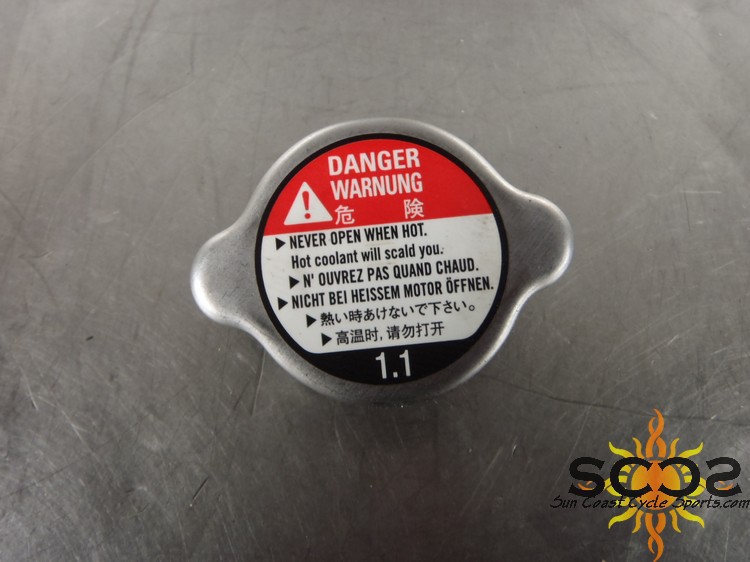 DANGER
WARNUNG
危 険
▶ NEVER OPEN WHEN HOT.
Hot coolant will scald you.
▶ N' OUVREZ PAS QUAND CHAUD.
▶ NICHT BEI HEISSEM MOTOR ÖFFNEN.
▶ 熱い時あけないで下さい。
▶ 高温时, 请勿打开
1.1
SCCS
Sun Coast Cycle Sports.com